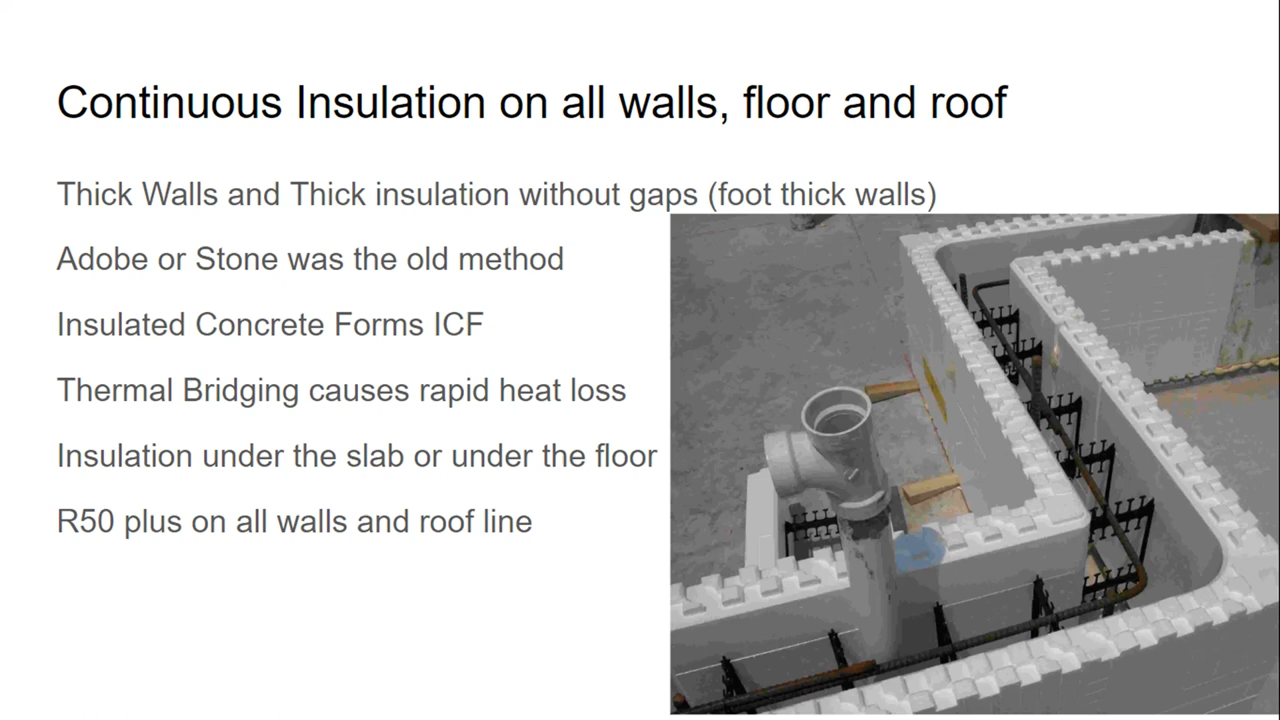 Continuous Insulation on all walls, floor and roof
Thick Walls and Thick insulation without gaps (foot thick walls)
Adobe or Stone was the old method
Insulated Concrete Forms ICF
Thermal Bridging causes rapid heat loss
Insulation under the slab or under the floor
R50 plus on all walls and roof line